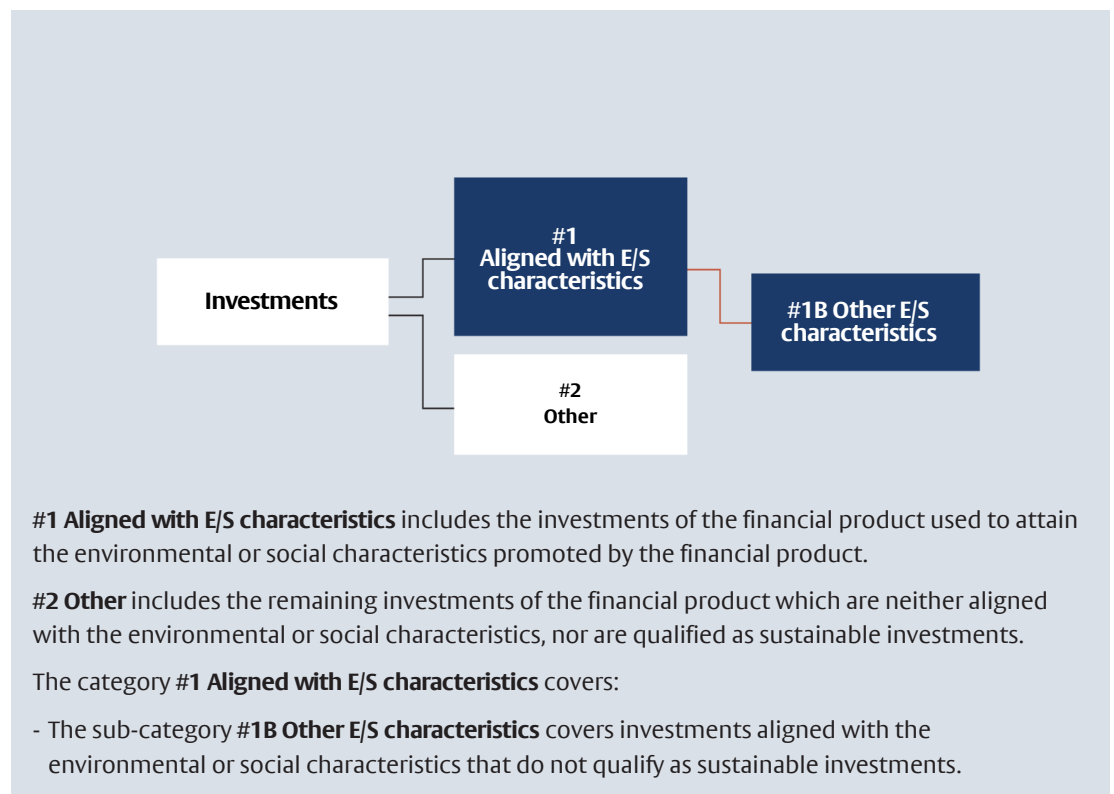 #1
Aligned with E/S
characteristics
Investments
#1B Other E/S
characteristics
#2
Other
#1 Aligned with E/S characteristics includes the investments of the financial product used to attain
the environmental or social characteristics promoted by the financial product.
#2 Other includes the remaining investments of the financial product which are neither aligned
with the environmental or social characteristics, nor are qualified as sustainable investments.
The category #1 Aligned with E/S characteristics covers:
- The sub-category #1B Other E/S characteristics covers investments aligned with the
environmental or social characteristics that do not qualify as sustainable investments.